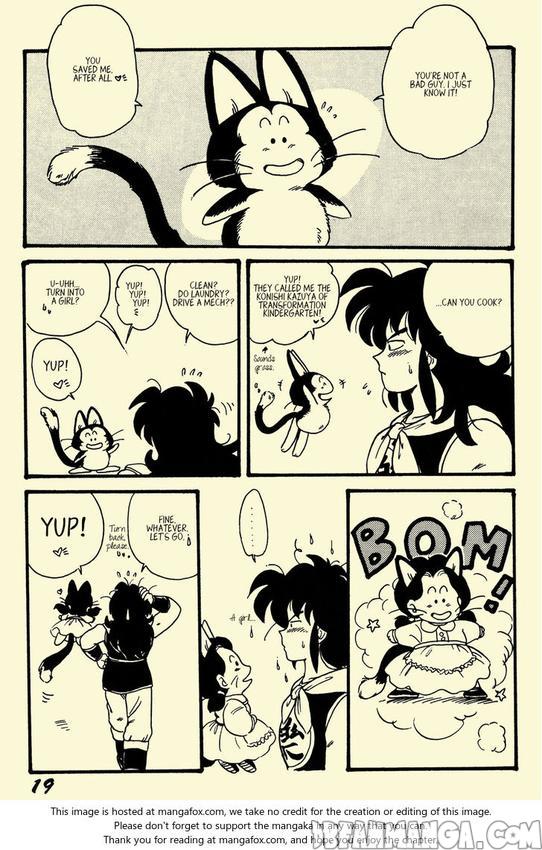 YOU'RE NOT A
BAD GUY. I JUST
KNOW IT!
YOU
SAVED ME,
AFTER ALL
...CAN YOU COOK?
YUP!
THEY CALLED ME THE
KONISHI KAZUYA OF
TRANSFORMATION
KINDERGARTEN!
Sounds
gross.
CLEAN?
DO LAUNDRY?
DRIVE A MECH??
YUP!
YUP!
YUP!
U-UHH...
TURN INTO
A GIRL?
YUP!
BOM!
.........
A girl...
FINE,
WHATEVER.
LET'S GO.
Turn
back,
please.
YUP!
19
This image is hosted at mangafox.com, we take no credit for the creation or editing of this image.
Please don't forget to support the mangaka in any way that you can.
Thank you for reading at mangafox.com, and hope you enjoy the chapter.